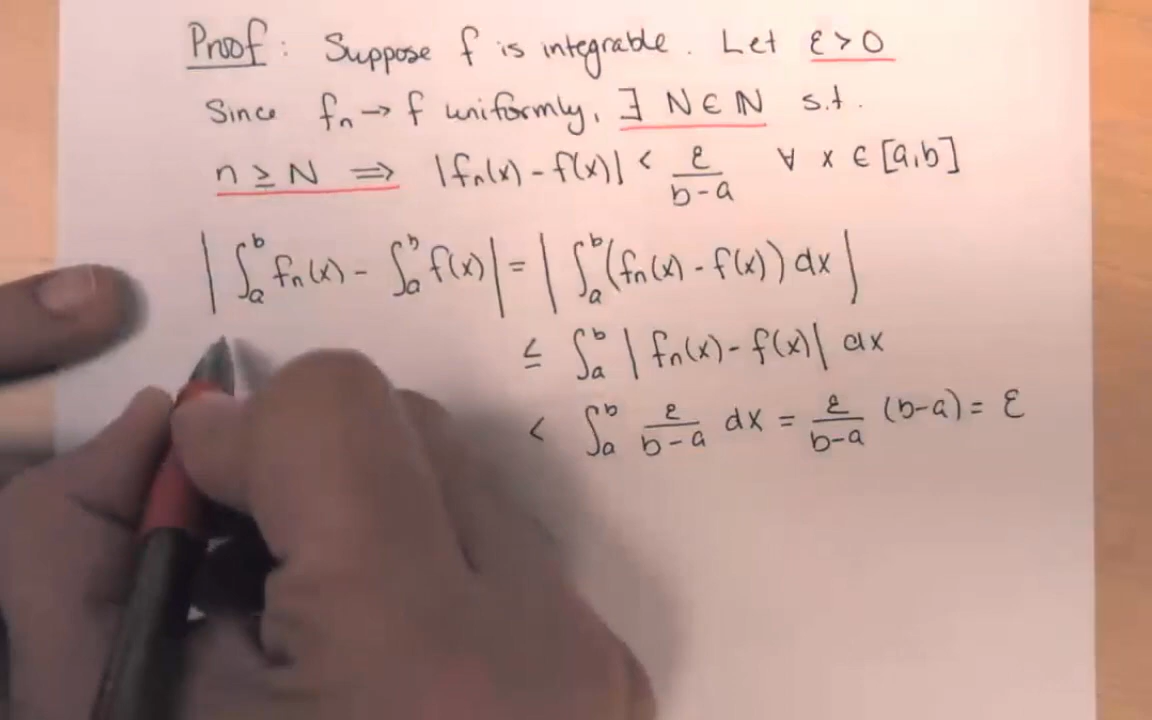 Proof: Suppose f is integrable. Let ε > 0
Since fₙ → f uniformly, ∃ N ∈ ℕ s.t.
n ≥ N ⟹ |fₙ(x) - f(x)| < ε/(b-a) ∀ x ∈ [a,b]
|∫ₐᵇ fₙ(x) - ∫ₐᵇ f(x)| = |∫ₐᵇ (fₙ(x) - f(x)) dx|
≤ ∫ₐᵇ |fₙ(x) - f(x)| dx
< ∫ₐᵇ ε/(b-a) dx = ε/(b-a) (b-a) = ε